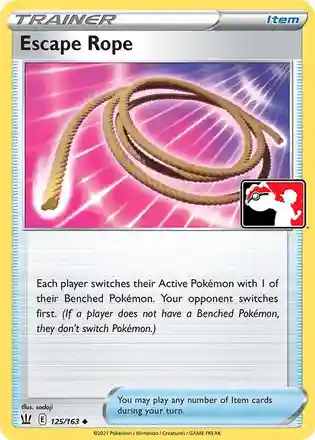 TRAINER Item
Escape Rope
Each player switches their Active Pokémon with 1 of
their Benched Pokémon. Your opponent switches
first. (If a player does not have a Benched Pokémon,
they don't switch Pokémon.)
Illus. sadaji
E 125/163
You may play any number of Item cards
during your turn.
©2021 Pokémon / Nintendo / Creatures / GAME FREAK